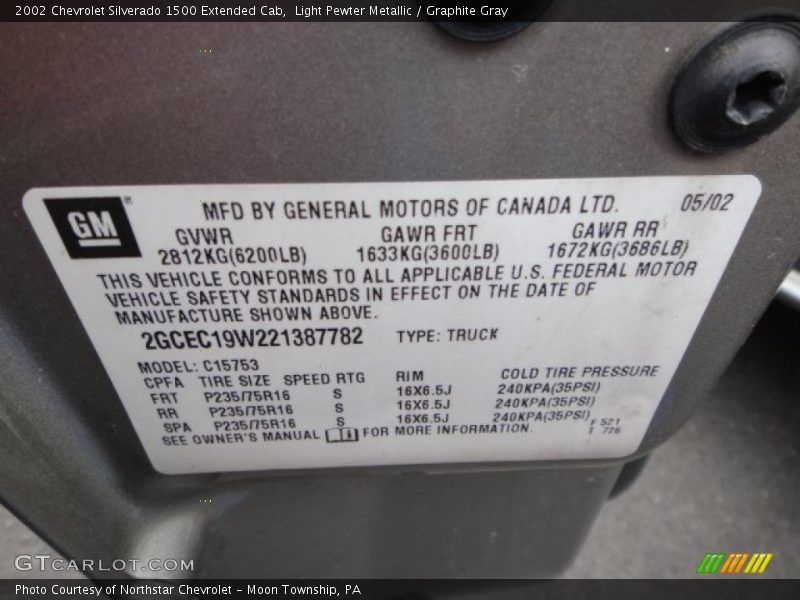 2002 Chevrolet Silverado 1500 Extended Cab,  Light Pewter Metallic / Graphite Gray
GM
MFD BY GENERAL MOTORS OF CANADA LTD. 05/02
GVWR GAWR FRT GAWR RR
2812KG(6200LB) 1633KG(3600LB) 1672KG(3686LB)
THIS VEHICLE CONFORMS TO ALL APPLICABLE U.S. FEDERAL MOTOR
VEHICLE SAFETY STANDARDS IN EFFECT ON THE DATE OF
MANUFACTURE SHOWN ABOVE.
2GCEC19W221387782 TYPE: TRUCK
MODEL: C15753
CPFA TIRE SIZE SPEED RTG RIM COLD TIRE PRESSURE
FRT P235/75R16 S 16X6.5J 240KPA(35PSI)
RR P235/75R16 S 16X6.5J 240KPA(35PSI)
SPA P235/75R16 S 16X6.5J 240KPA(35PSI)
SEE OWNER'S MANUAL FOR MORE INFORMATION.
F 521
T 726
GTCARLOT.COM
Photo Courtesy of Northstar Chevrolet - Moon Township, PA